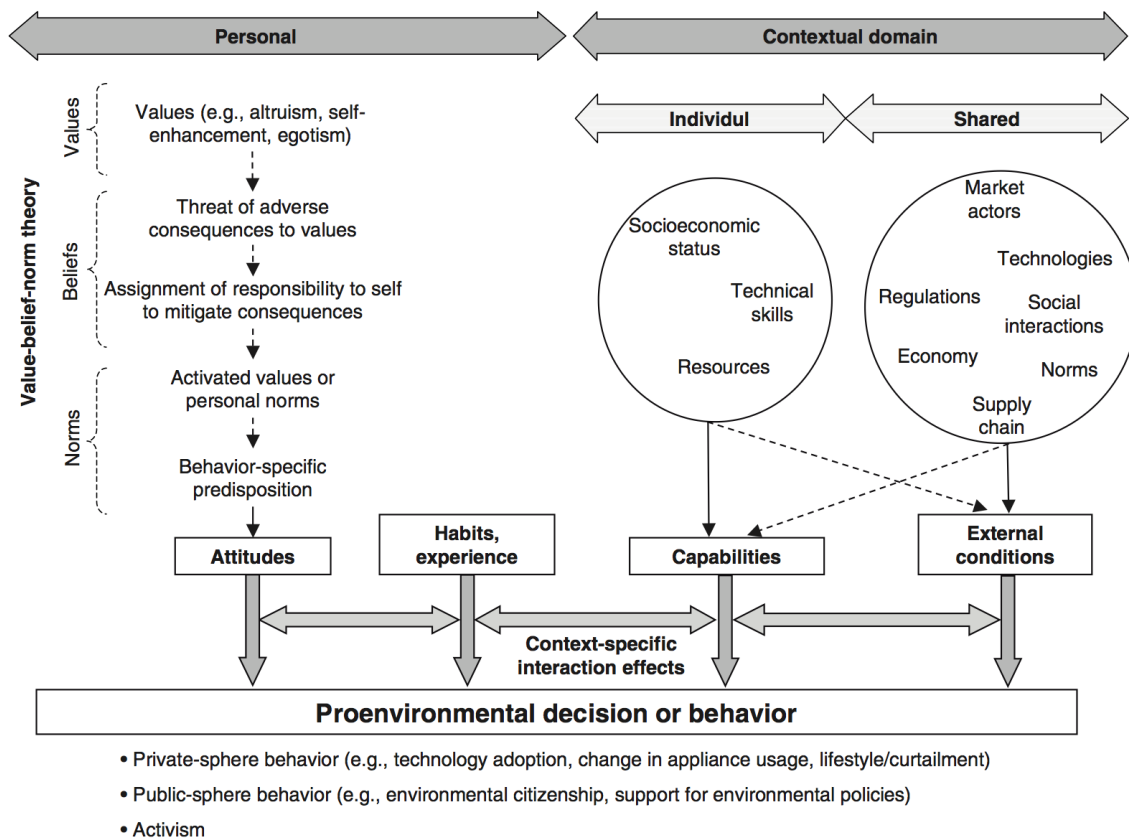 Personal
Contextual domain
Individul
Shared
Value-belief-norm theory
Values
Beliefs
Norms
Values (e.g., altruism, self-
enhancement, egotism)
Threat of adverse
consequences to values
Assignment of responsibility to self
to mitigate consequences
Activated values or
personal norms
Behavior-specific
predisposition
Socioeconomic
status
Technical
skills
Resources
Market
actors
Technologies
Regulations
Social
interactions
Economy
Norms
Supply
chain
Attitudes
Habits,
experience
Capabilities
External
conditions
Context-specific
interaction effects
Proenvironmental decision or behavior
• Private-sphere behavior (e.g., technology adoption, change in appliance usage, lifestyle/curtailment)
• Public-sphere behavior (e.g., environmental citizenship, support for environmental policies)
• Activism